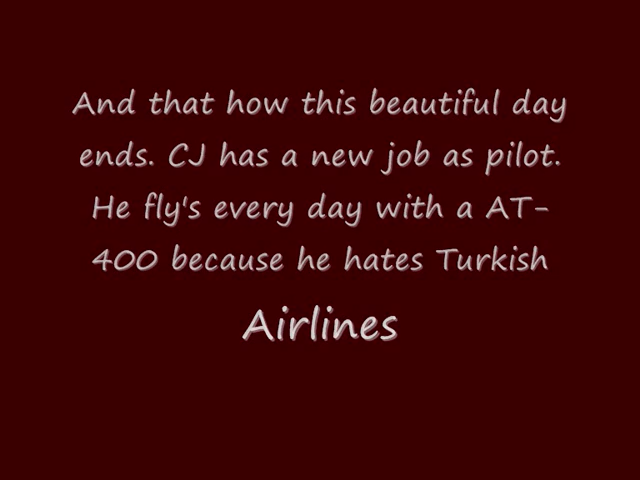 And that how this beautiful day
ends. CJ has a new job as pilot.
He fly's every day with a AT-
400 because he hates Turkish
Airlines